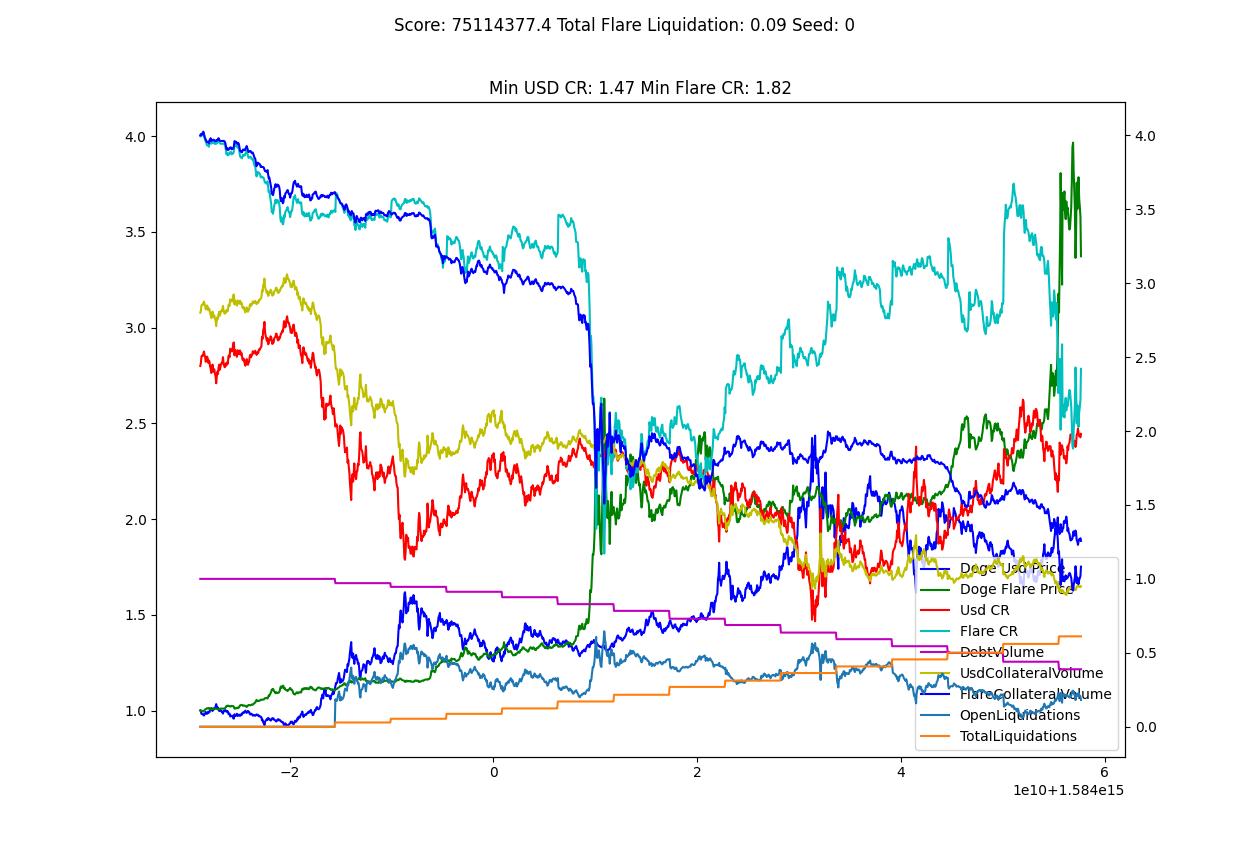 Score: 75114377.4 Total Flare Liquidation: 0.09 Seed: 0
Min USD CR: 1.47 Min Flare CR: 1.82
4.0
3.5
3.0
2.5
2.0
1.5
1.0
4.0
3.5
3.0
2.5
2.0
1.5
1.0
0.5
0.0
Doge Usd Price
Doge Flare Price
Usd CR
Flare CR
DebtVolume
UsdCollateralVolume
FlareCollateralVolume
OpenLiquidations
TotalLiquidations
−2 0 2 4 6
1e10+1.584e15